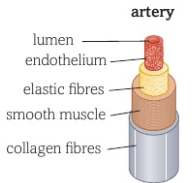 artery
lumen
endothelium
elastic fibres
smooth muscle
collagen fibres